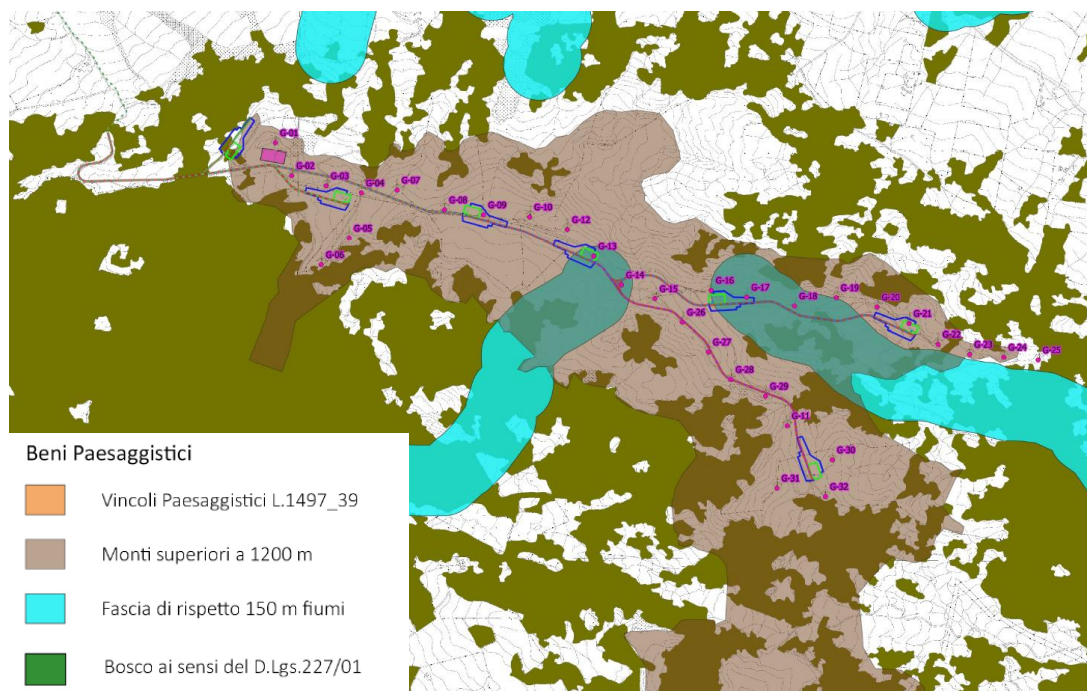 G-01
G-02
G-03
G-04
G-07
G-08
G-09
G-10
G-12
G-05
G-06
G-13
G-14
G-15
G-16
G-17
G-18
G-19
G-20
G-21
G-22
G-23
G-24
G-25
G-26
G-27
G-28
G-29
G-11
G-30
G-31
G-32
Beni Paesaggistici
Vincoli Paesaggistici L.1497_39
Monti superiori a 1200 m
Fascia di rispetto 150 m fiumi
Bosco ai sensi del D.Lgs.227/01